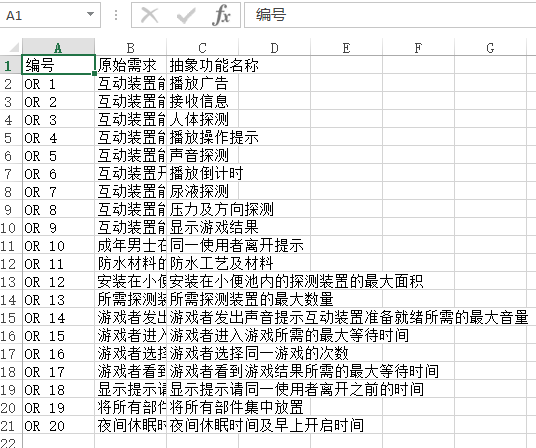 A1 编号
A B C D E F G
1 编号 原始需求 抽象功能名称
2 OR 1 互动装置能 播放广告
3 OR 2 互动装置能 接收信息
4 OR 3 互动装置能 人体探测
5 OR 4 互动装置能 播放操作提示
6 OR 5 互动装置能 声音探测
7 OR 6 互动装置开 播放倒计时
8 OR 7 互动装置能 尿液探测
9 OR 8 互动装置能 压力及方向探测
10 OR 9 互动装置能 显示游戏结果
11 OR 10 成年男士在 同一使用者离开提示
12 OR 11 防水材料的 防水工艺及材料
13 OR 12 安装在小便 安装在小便池内的探测装置的最大面积
14 OR 13 所需探测装 所需探测装置的最大数量
15 OR 14 游戏者发出 游戏者发出声音提示互动装置准备就绪所需的最大音量
16 OR 15 游戏者进入 游戏者进入游戏所需的最大等待时间
17 OR 16 游戏者选择 游戏者选择同一游戏的次数
18 OR 17 游戏者看到 游戏者看到游戏结果所需的最大等待时间
19 OR 18 显示提示请 显示提示请同一使用者离开之前的时间
20 OR 19 将所有部件 将所有部件集中放置
21 OR 20 夜间休眠时 夜间休眠时间及早上开启时间
22